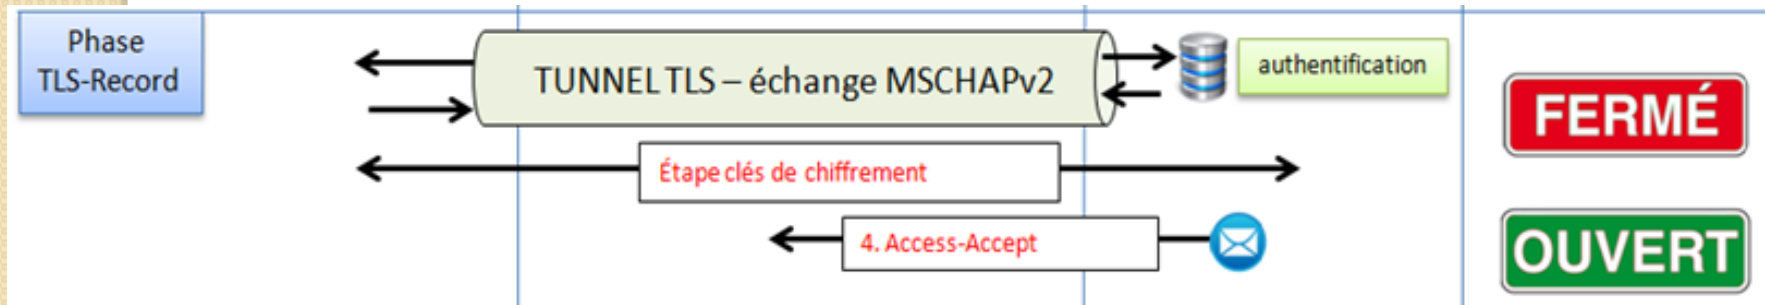 Phase
TLS-Record
TUNNEL TLS – échange MSCHAPv2
authentification
FERMÉ
Étape clés de chiffrement
4. Access-Accept
OUVERT